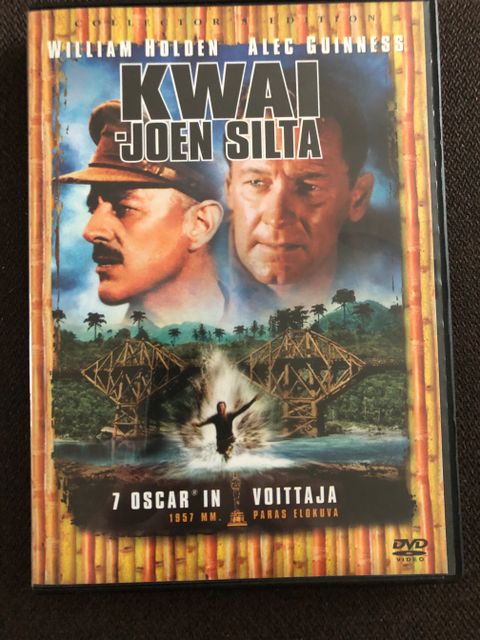 COLLECTOR'S EDITION
WILLIAM HOLDEN ALEC GUINNESS
KWAI
-JOEN SILTA
7 OSCAR®IN VOITTAJA
1957 MM. PARAS ELOKUVA
DVD
VIDEO